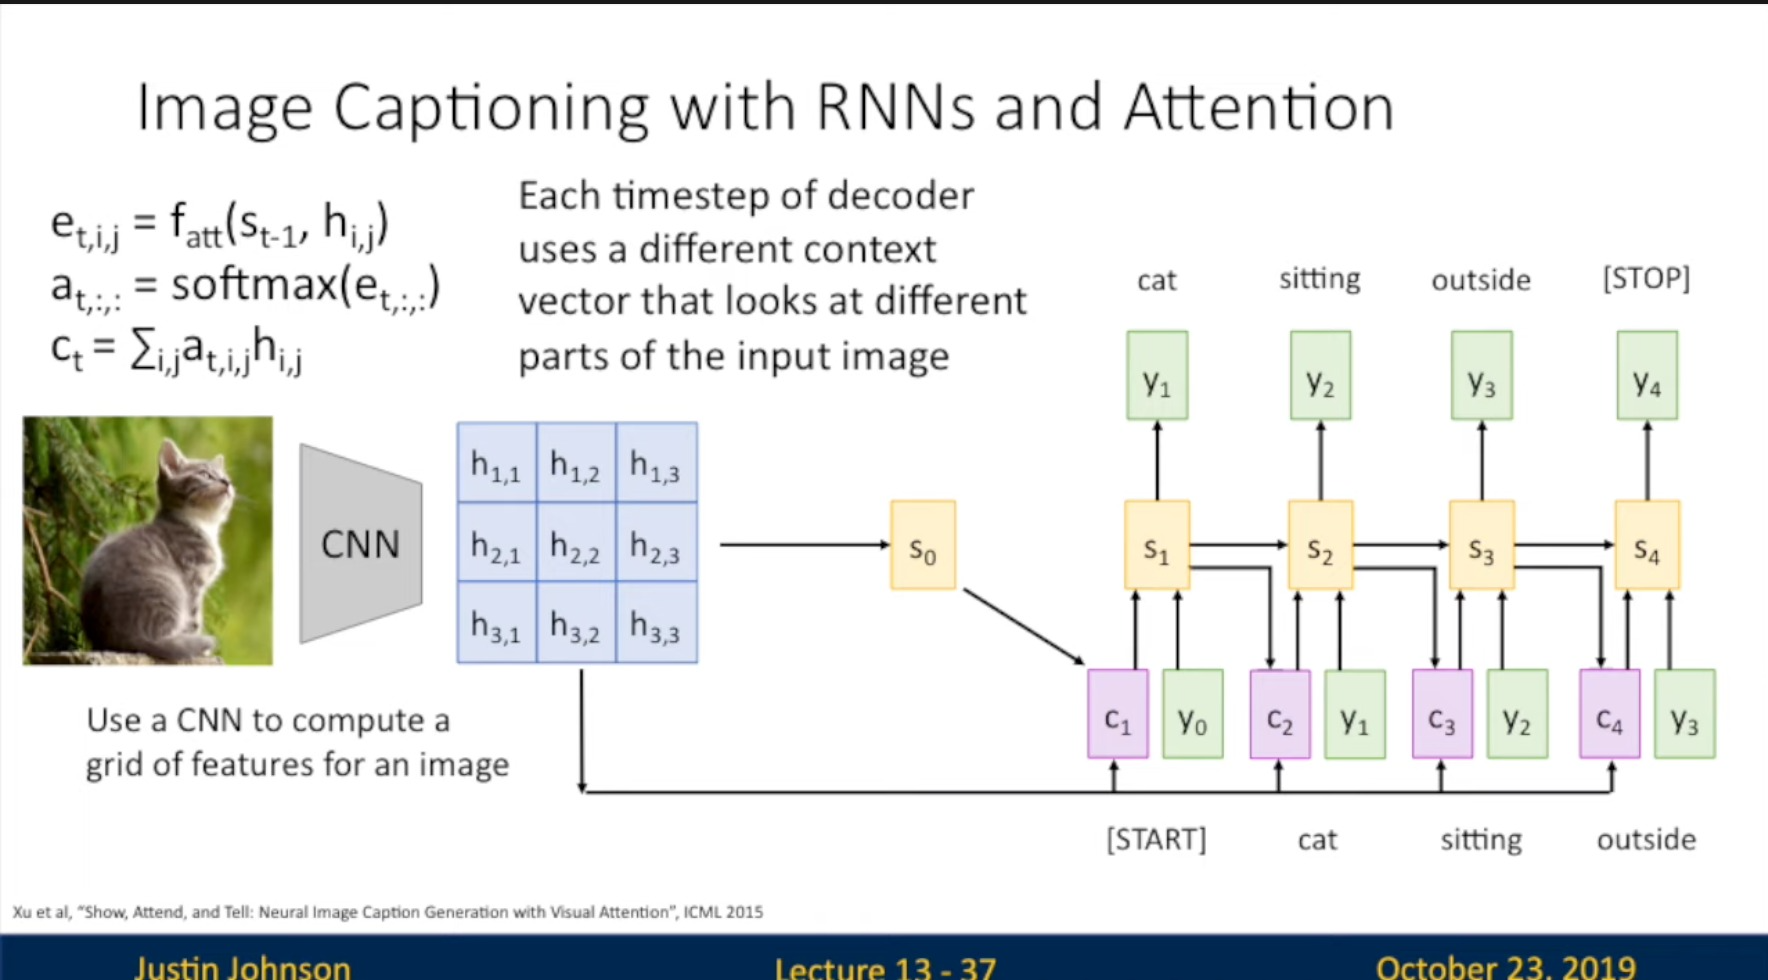 Image Captioning with RNNs and Attention
e_{t,i,j} = f_{att}(s_{t-1}, h_{i,j})
a_{t,:,:} = softmax(e_{t,:,:})
c_t = ∑_{i,j}a_{t,i,j}h_{i,j}
Each timestep of decoder
uses a different context
vector that looks at different
parts of the input image
cat sitting outside [STOP]
y_1 y_2 y_3 y_4
CNN
h_{1,1} h_{1,2} h_{1,3}
h_{2,1} h_{2,2} h_{2,3}
h_{3,1} h_{3,2} h_{3,3}
s_0 s_1 s_2 s_3 s_4
c_1 y_0 c_2 y_1 c_3 y_2 c_4 y_3
[START] cat sitting outside
Use a CNN to compute a
grid of features for an image
Xu et al, “Show, Attend, and Tell: Neural Image Caption Generation with Visual Attention”, ICML 2015
Justin Johnson Lecture 13 - 37 October 23, 2019